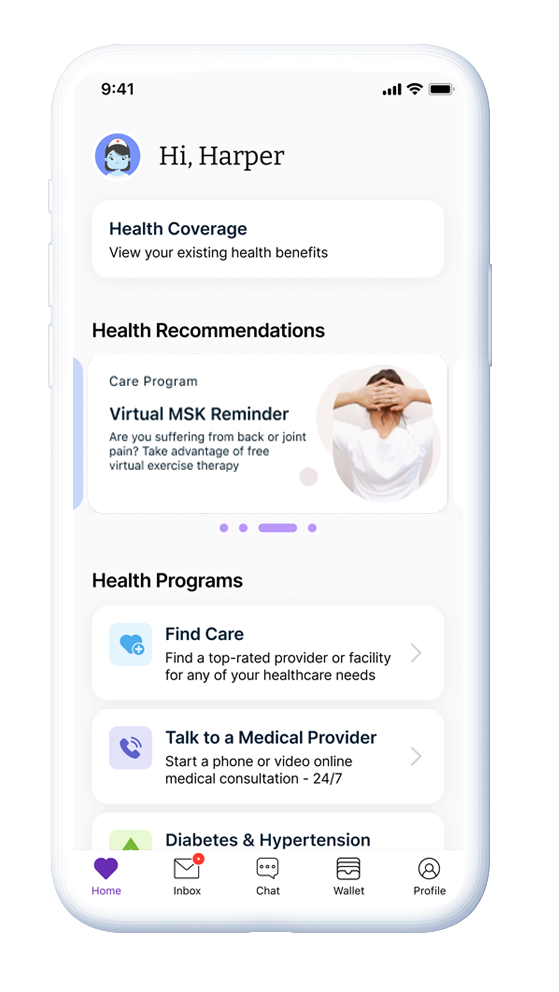 9:41
Hi, Harper
Health Coverage
View your existing health benefits
Health Recommendations
Care Program
Virtual MSK Reminder
Are you suffering from back or joint
pain? Take advantage of free
virtual exercise therapy
Health Programs
Find Care
Find a top-rated provider or facility
for any of your healthcare needs
Talk to a Medical Provider
Start a phone or video online
medical consultation - 24/7
Diabetes & Hypertension
Home
Inbox
Chat
Wallet
Profile